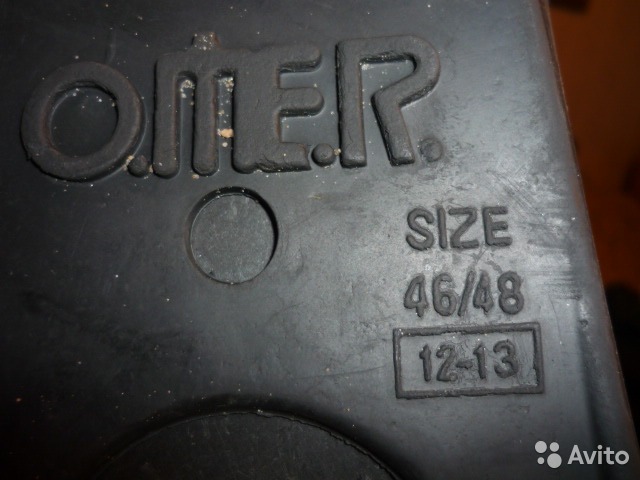 O.ME.R.
SIZE
46/48
12-13
Avito